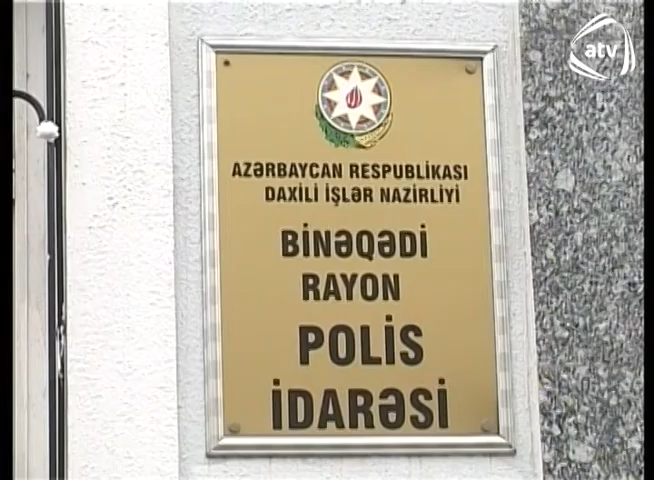 atv
AZƏRBAYCAN RESPUBLİKASI
DAXİLİ İŞLƏR NAZİRLİYİ
BİNƏQƏDİ
RAYON
POLİS
İDARƏSİ